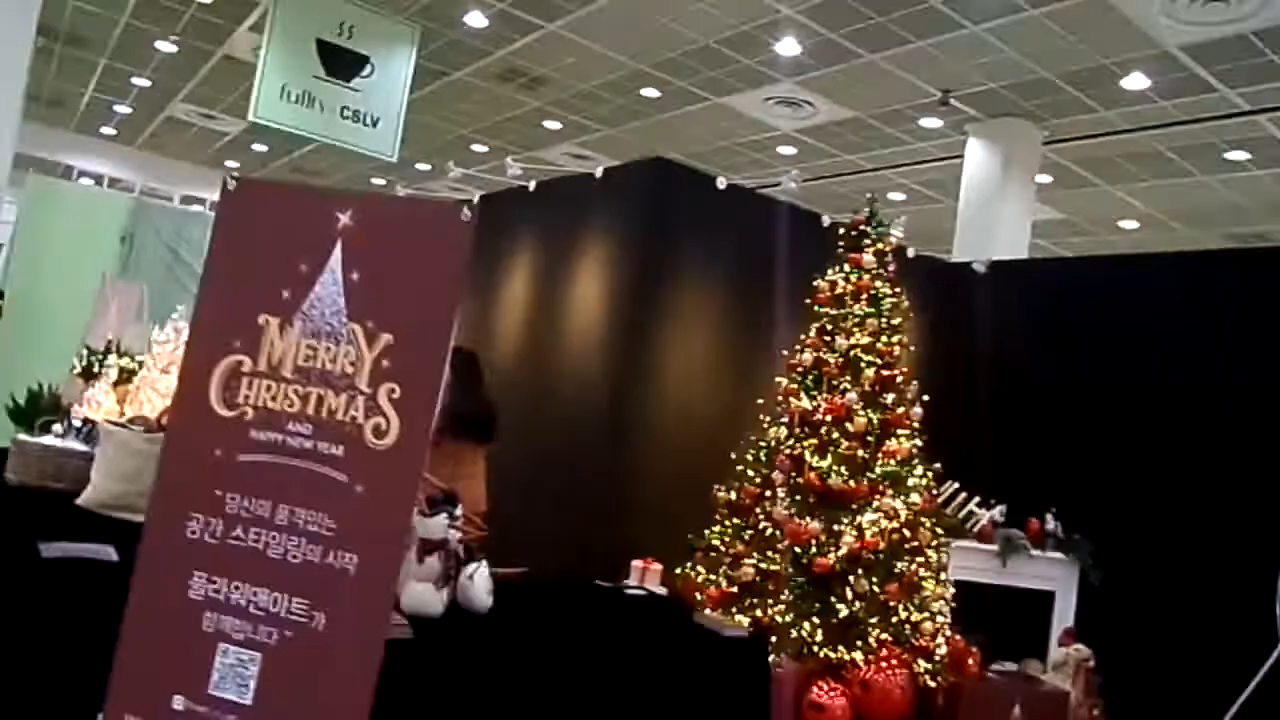 CSLV
MERRY
CHRISTMAS
AND
HAPPY NEW YEAR
"당신의 품격있는
공간 스타일링의 시작
플라워앤아트가
함께합니다"